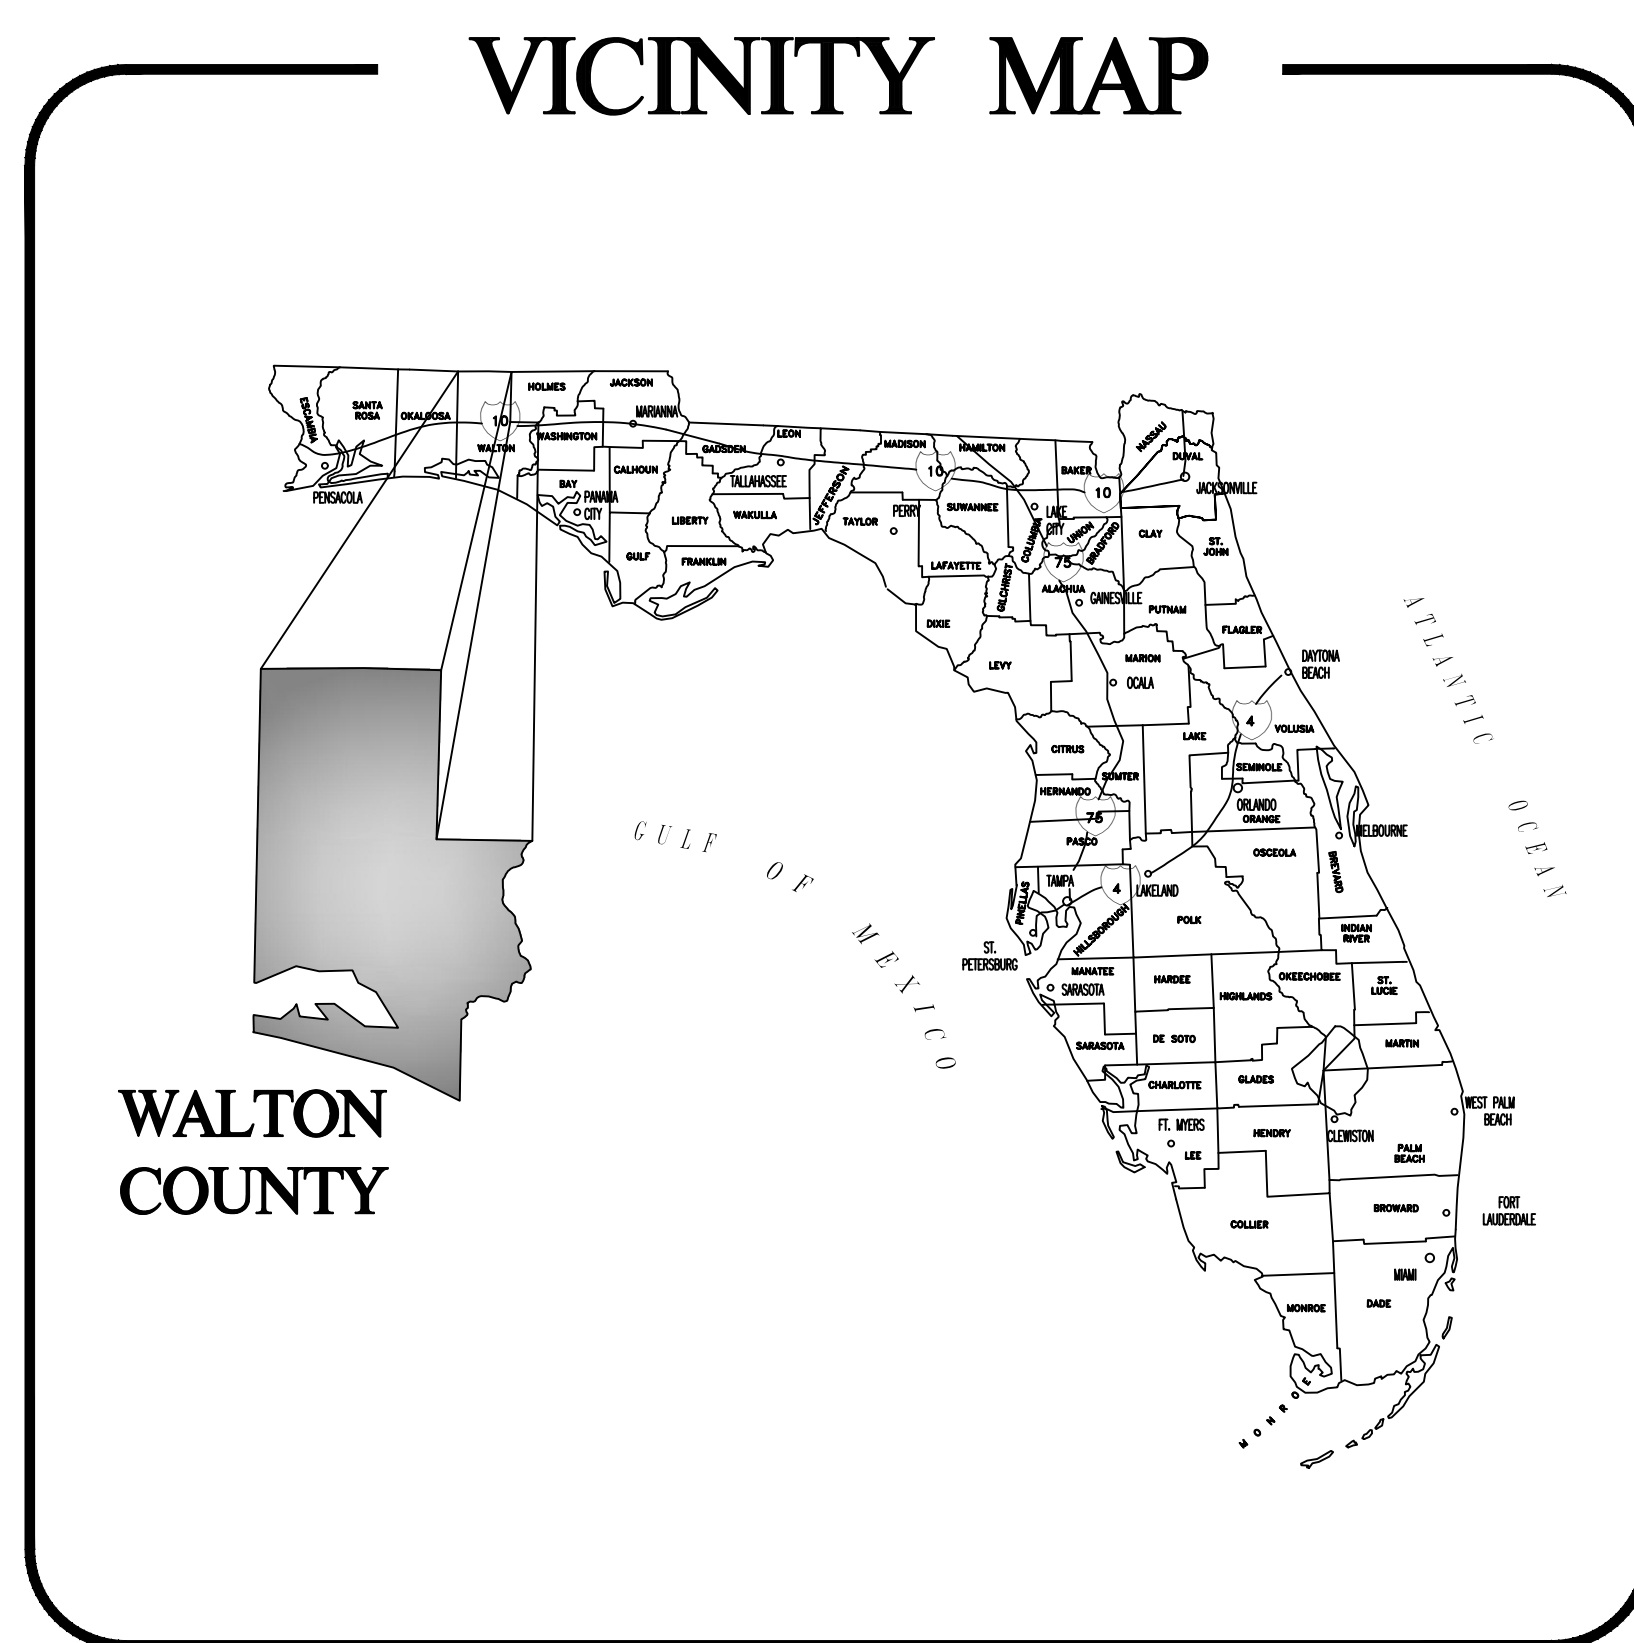 VICINITY MAP
HOLMES
JACKSON
SANTA
ROSA
ESCAMBIA
OKALOOSA
10
MARIANNA
WALTON
WASHINGTON
GADSDEN
LEON
MADISON
HAMILTON
NASSAU
DUVAL
BAKER
10
10
JACKSONVILLE
PENSACOLA
BAY
PANAMA
CITY
CALHOUN
TALLAHASSEE
JEFFERSON
LIBERTY
WAKULLA
TAYLOR
PERRY
SUWANNEE
LAKE
CITY
COLUMBIA
UNION
BRADFORD
CLAY
ST.
JOHN
GULF
FRANKLIN
LAFAYETTE
GILCHRIST
75
ALACHUA
GAINESVILLE
PUTNAM
DIXIE
FLAGLER
LEVY
MARION
OCALA
DAYTONA
BEACH
ATLANTIC OCEAN
4
VOLUSIA
CITRUS
LAKE
SUMTER
SEMINOLE
HERNANDO
75
ORLANDO
ORANGE
MELBOURNE
PASCO
OSCEOLA
BREVARD
GULF OF MEXICO
TAMPA
4
LAKELAND
PINELLAS
HILLSBOROUGH
POLK
INDIAN
RIVER
ST.
PETERSBURG
MANATEE
SARASOTA
HARDEE
HIGHLANDS
OKEECHOBEE
ST.
LUCIE
SARASOTA
DE SOTO
MARTIN
CHARLOTTE
GLADES
WALTON
COUNTY
FT. MYERS
LEE
HENDRY
CLEWISTON
WEST PALM
BEACH
PALM
BEACH
COLLIER
BROWARD
FORT
LAUDERDALE
MIAMI
DADE
MONROE
MONROE